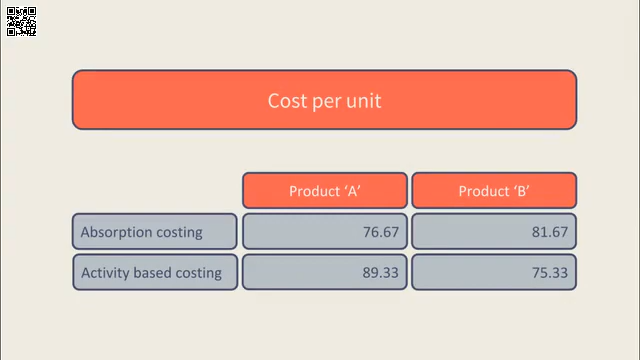 Cost per unit
Product ‘A’ Product ‘B’
Absorption costing 76.67 81.67
Activity based costing 89.33 75.33